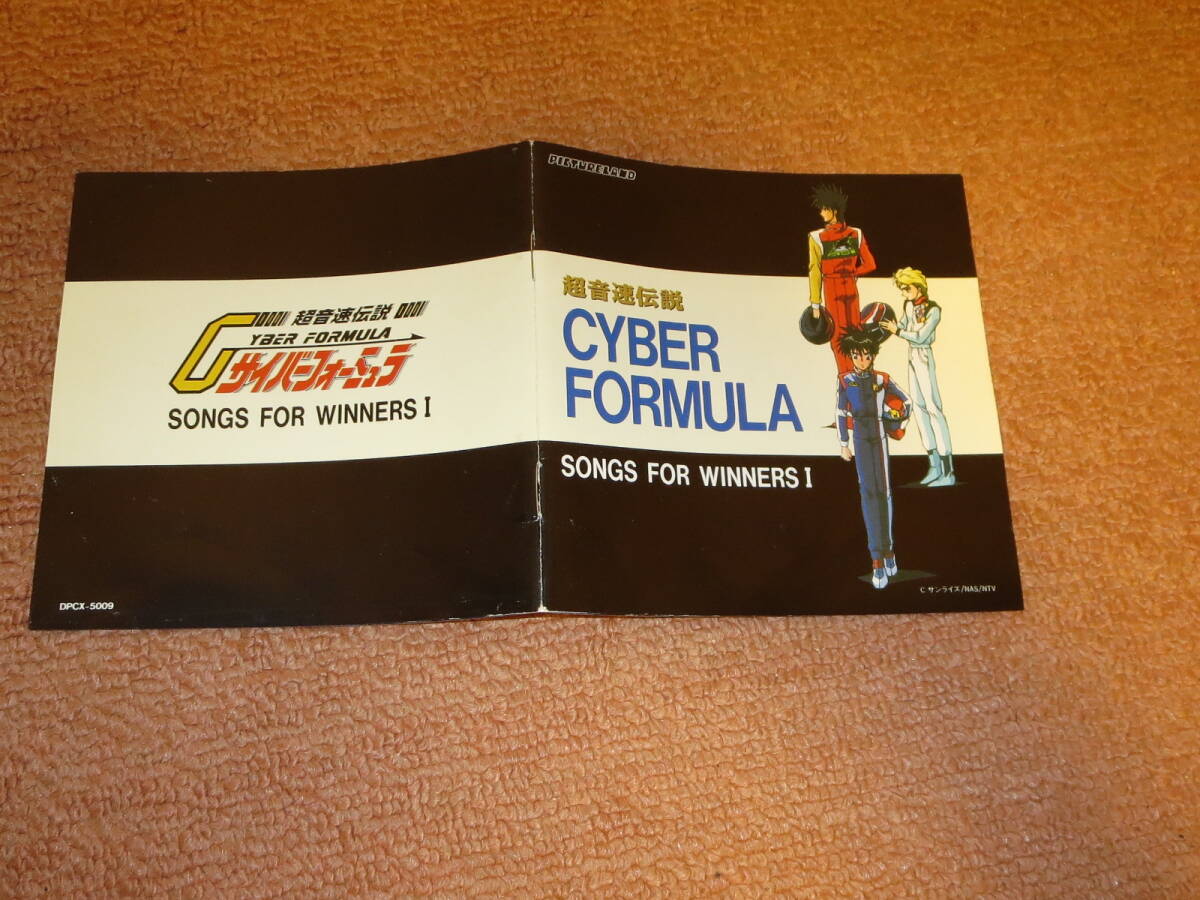 超音速伝説
CYBER FORMULA
サイバーフォーミュラ
SONGS FOR WINNERS I
DPCX-5009
PICTURELAND
超音速伝説
CYBER
FORMULA
SONGS FOR WINNERS I
C サンライズ/NAS/NTV